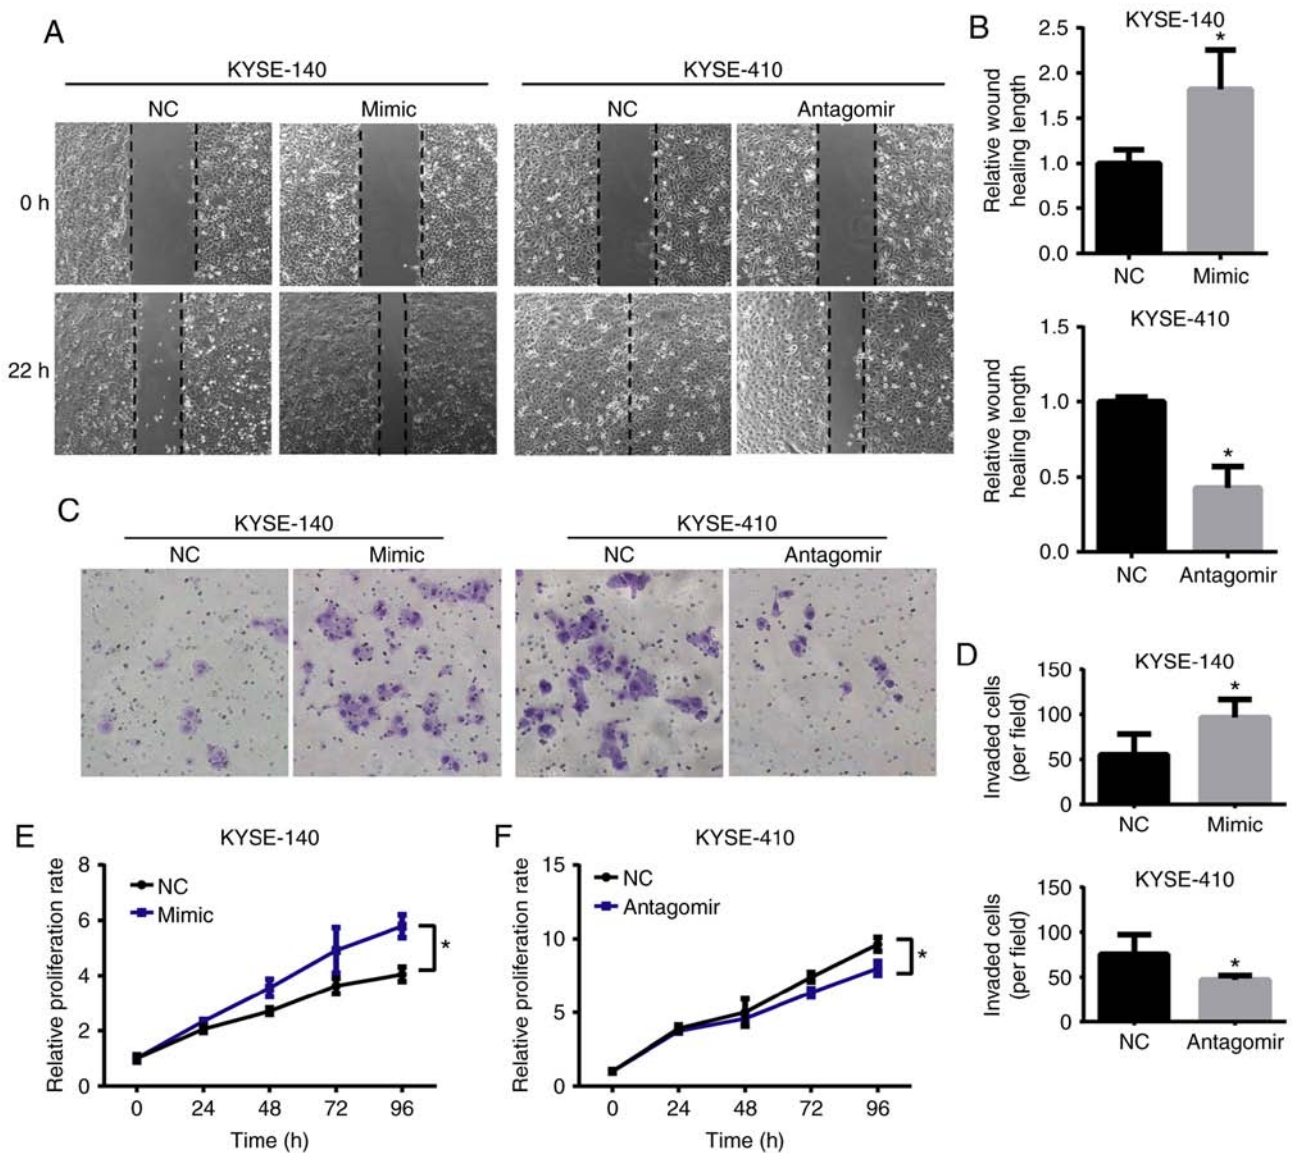 A
KYSE-140
KYSE-410
NC
Mimic
NC
Antagomir
0 h
22 h
B
KYSE-140
2.5
2.0
1.5
1.0
0.5
0.0
Relative wound
healing length
*
NC
Mimic
KYSE-410
1.5
1.0
0.5
0.0
Relative wound
healing length
*
NC
Antagomir
C
KYSE-140
KYSE-410
NC
Mimic
NC
Antagomir
D
KYSE-140
150
100
50
0
Invaded cells
(per field)
*
NC
Mimic
KYSE-410
150
100
50
0
Invaded cells
(per field)
*
NC
Antagomir
E
KYSE-140
Relative proliferation rate
8
6
4
2
0
NC
Mimic
*
0 24 48 72 96
Time (h)
F
KYSE-410
Relative proliferation rate
15
10
5
0
NC
Antagomir
*
0 24 48 72 96
Time (h)